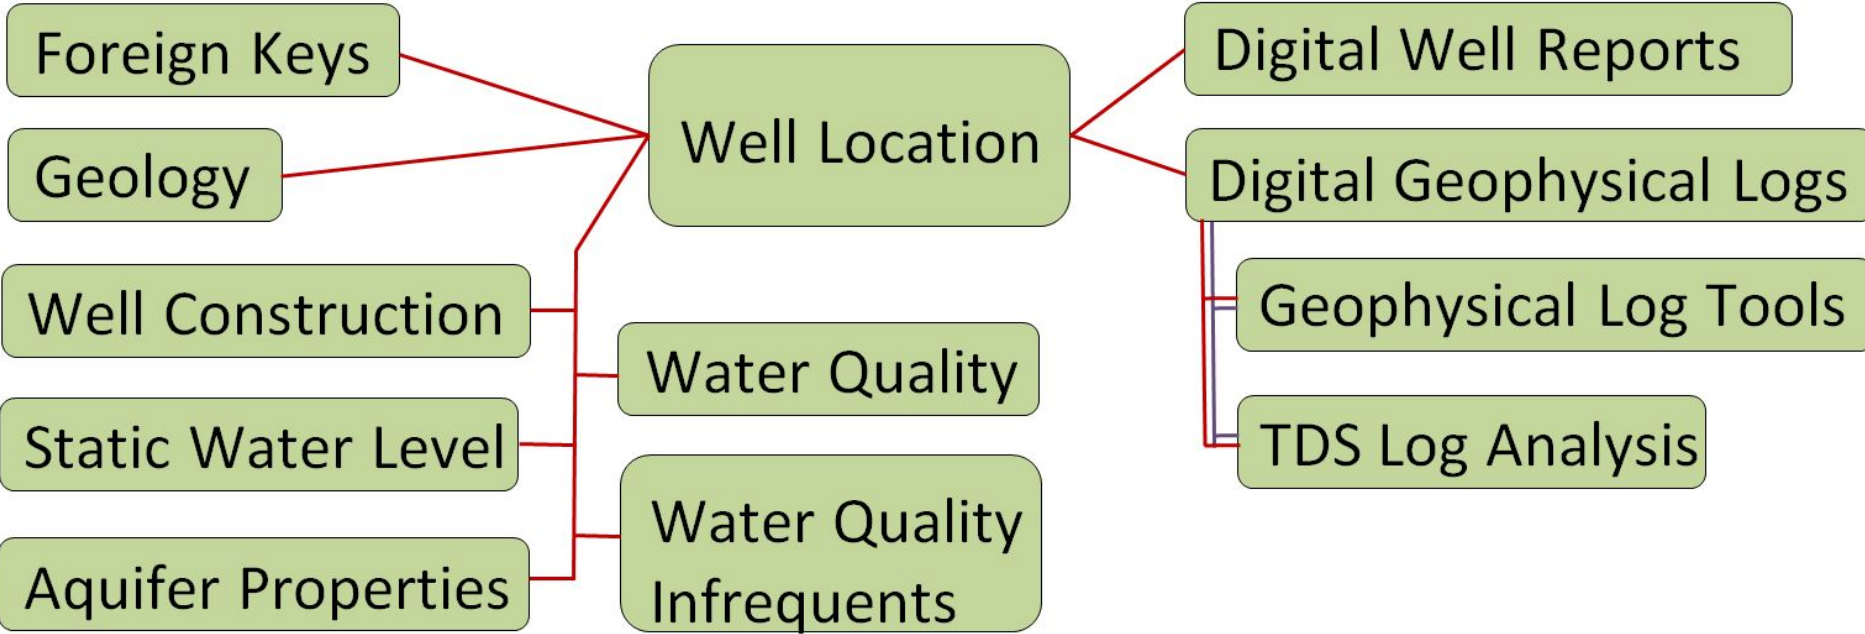 Foreign Keys
Geology
Well Construction
Static Water Level
Aquifer Properties
Well Location
Water Quality
Water Quality
Infrequents
Digital Well Reports
Digital Geophysical Logs
Geophysical Log Tools
TDS Log Analysis